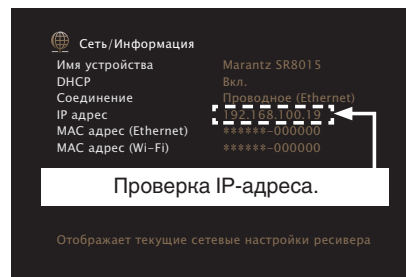 Сеть/Информация
Имя устройства Marantz SR8015
DHCP Вкл.
Соединение Проводное (Ethernet)
IP адрес 192.168.100.19
MAC адрес (Ethernet) ******-000000
MAC адрес (Wi-Fi) ******-000000
Проверка IP-адреса.
Отображает текущие сетевые настройки ресивера